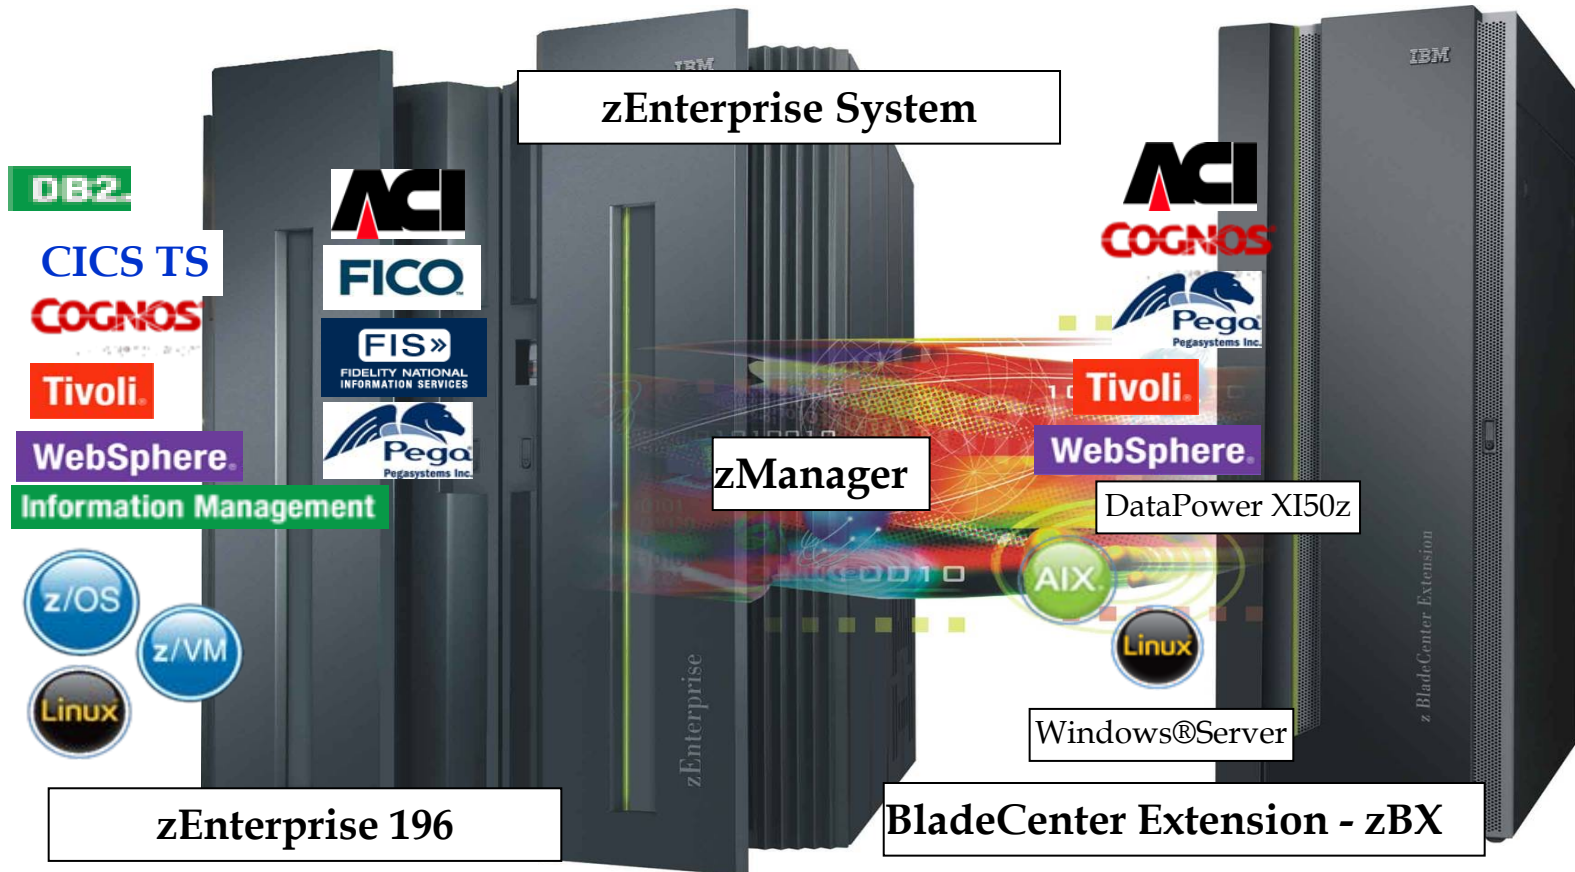 IBM
IBM
zEnterprise System
DB2.
ACI
ACI
CICS TS
COGNOS
FICO
COGNOS
COGNOS
Pega
Pegasystems Inc.
FIS»
FIDELITY NATIONAL
INFORMATION SERVICES
Tivoli
Tivoli
Pega
Pegasystems Inc.
WebSphere
WebSphere
zManager
Information Management
DataPower XI50z
0010
z/OS
AIX
z/VM
Linux
Linux
zEnterprise
z BladeCenter Extension
Windows®Server
zEnterprise 196
BladeCenter Extension - zBX